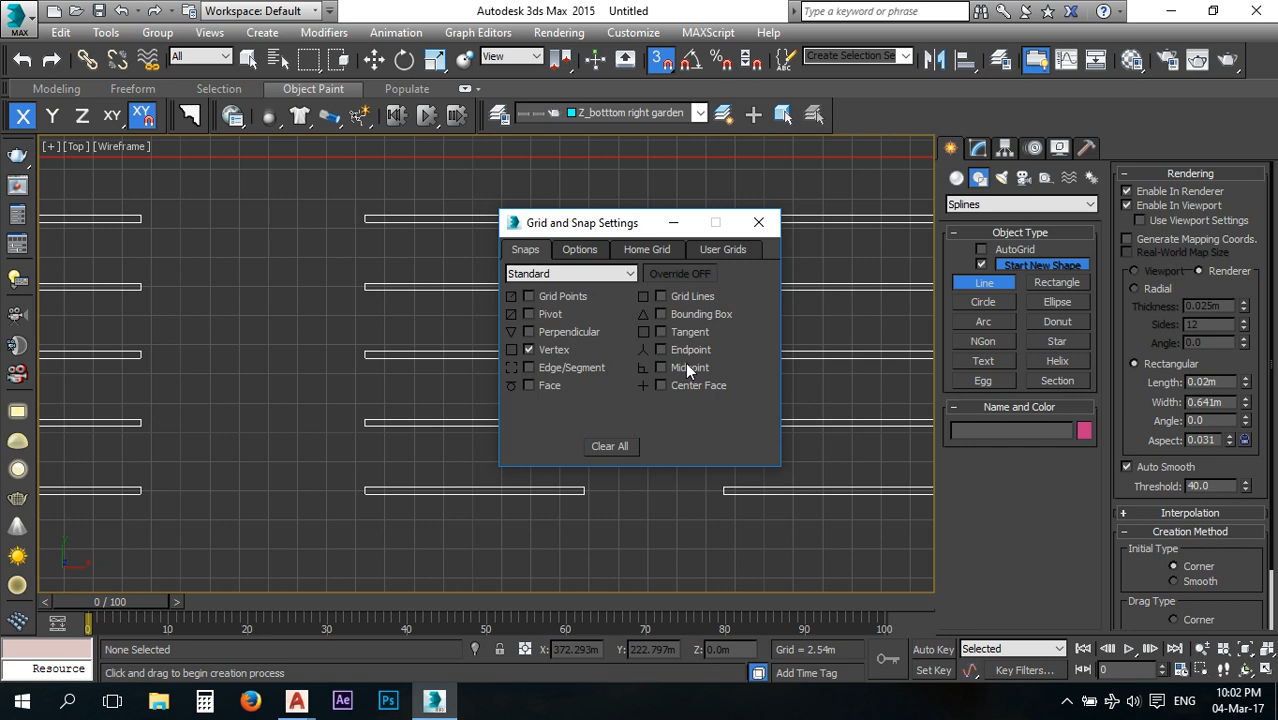 Workspace: Default
Autodesk 3ds Max 2015 Untitled
Type a keyword or phrase
MAX
Edit Tools Group Views Create Modifiers Animation Graph Editors Rendering Customize MAXScript Help
All
View
3
Create Selection Se
Modeling Freeform Selection Object Paint Populate
X Y Z XY XY
Z_botttom right garden
[+] [Top] [Wireframe]
Grid and Snap Settings
Snaps Options Home Grid User Grids
Standard
Override OFF
Grid Points
Grid Lines
Pivot
Bounding Box
Perpendicular
Tangent
Vertex
Endpoint
Edge/Segment
Midpoint
Face
Center Face
Clear All
Splines
Object Type
AutoGrid
Start New Shape
Line Rectangle
Circle Ellipse
Arc Donut
NGon Star
Text Helix
Egg Section
Name and Color
Rendering
Enable In Renderer
Enable In Viewport
Use Viewport Settings
Generate Mapping Coords.
Real-World Map Size
Viewport Renderer
Radial
Thickness: 0.025m
Sides: 12
Angle: 0.0
Rectangular
Length: 0.02m
Width: 0.641m
Angle: 0.0
Aspect: 0.031
Auto Smooth
Threshold: 40.0
Interpolation
Creation Method
Initial Type
Corner
Smooth
Drag Type
Corner
0 / 100
0 10 20 30 40 50 60 70 80 90 100
None Selected
X: 372.293m Y: 222.797m Z: 0.0m Grid = 2.54m
Auto Key Selected
Resource
Click and drag to begin creation process
Add Time Tag
Set Key Key Filters...
0
Ae Ps
ENG
10:02 PM
04-Mar-17